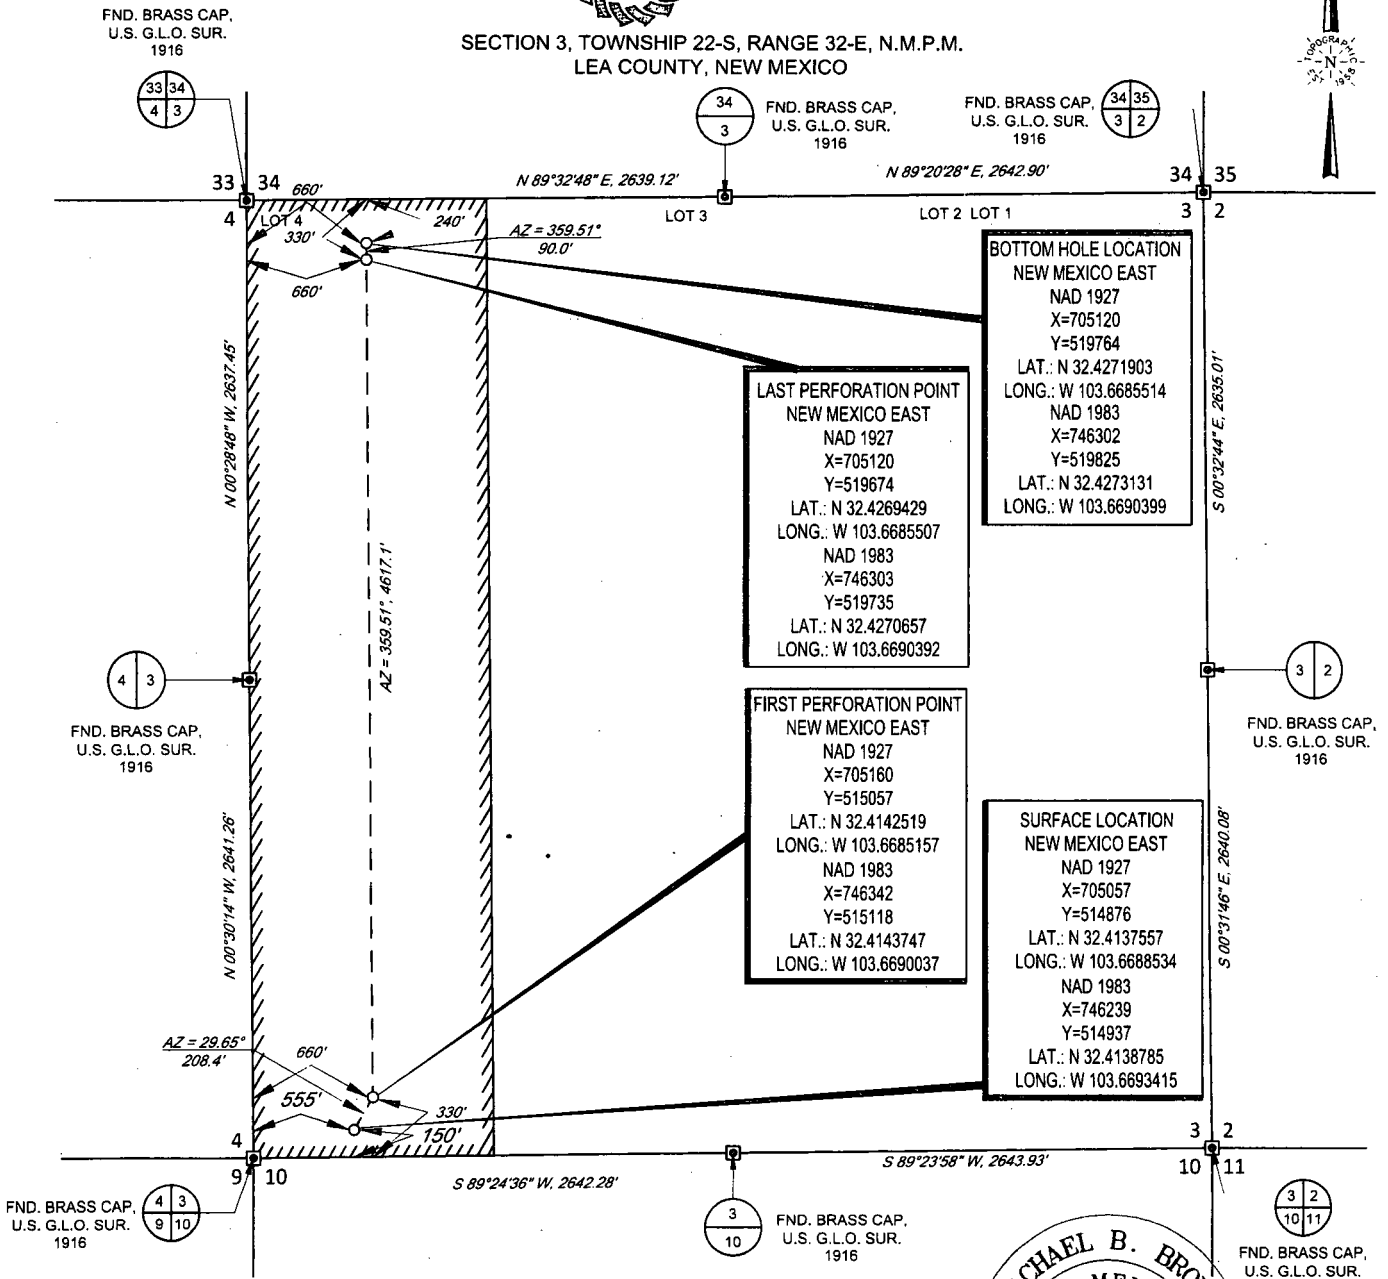 FND. BRASS CAP,
U.S. G.L.O. SUR.
1916
33 34
4 3
SECTION 3, TOWNSHIP 22-S, RANGE 32-E, N.M.P.M.
LEA COUNTY, NEW MEXICO
34
3
FND. BRASS CAP,
U.S. G.L.O. SUR.
1916
FND. BRASS CAP,
U.S. G.L.O. SUR.
1916
34 35
3 2
TOPOGRAPHIC
N
EST. 1958
33 34
4
660'
N 89°32'48" E, 2639.12'
N 89°20'28" E, 2642.90'
34 35
3 2
LOT 4
330'
240'
LOT 3
LOT 2 LOT 1
AZ = 359.51°
90.0'
660'
BOTTOM HOLE LOCATION
NEW MEXICO EAST
NAD 1927
X=705120
Y=519764
LAT.: N 32.4271903
LONG.: W 103.6685514
NAD 1983
X=746302
Y=519825
LAT.: N 32.4273131
LONG.: W 103.6690399
N 00°28'48" W, 2637.45'
S 00°32'44" E, 2635.01'
LAST PERFORATION POINT
NEW MEXICO EAST
NAD 1927
X=705120
Y=519674
LAT.: N 32.4269429
LONG.: W 103.6685507
NAD 1983
X=746303
Y=519735
LAT.: N 32.4270657
LONG.: W 103.6690392
AZ = 359.51°, 4617.1'
4 3
FND. BRASS CAP,
U.S. G.L.O. SUR.
1916
3 2
FND. BRASS CAP,
U.S. G.L.O. SUR.
1916
FIRST PERFORATION POINT
NEW MEXICO EAST
NAD 1927
X=705160
Y=515057
LAT.: N 32.4142519
LONG.: W 103.6685157
NAD 1983
X=746342
Y=515118
LAT.: N 32.4143747
LONG.: W 103.6690037
SURFACE LOCATION
NEW MEXICO EAST
NAD 1927
X=705057
Y=514876
LAT.: N 32.4137557
LONG.: W 103.6688534
NAD 1983
X=746239
Y=514937
LAT.: N 32.4138785
LONG.: W 103.6693415
N 00°30'14" W, 2641.26'
S 00°31'46" E, 2640.08'
AZ = 29.65°
208.4'
660'
555'
330'
150'
4
9 10
S 89°24'36" W, 2642.28'
S 89°23'58" W, 2643.93'
3 2
10 11
FND. BRASS CAP,
U.S. G.L.O. SUR.
1916
4 3
9 10
3
10
FND. BRASS CAP,
U.S. G.L.O. SUR.
1916
3 2
10 11
FND. BRASS CAP,
U.S. G.L.O. SUR.